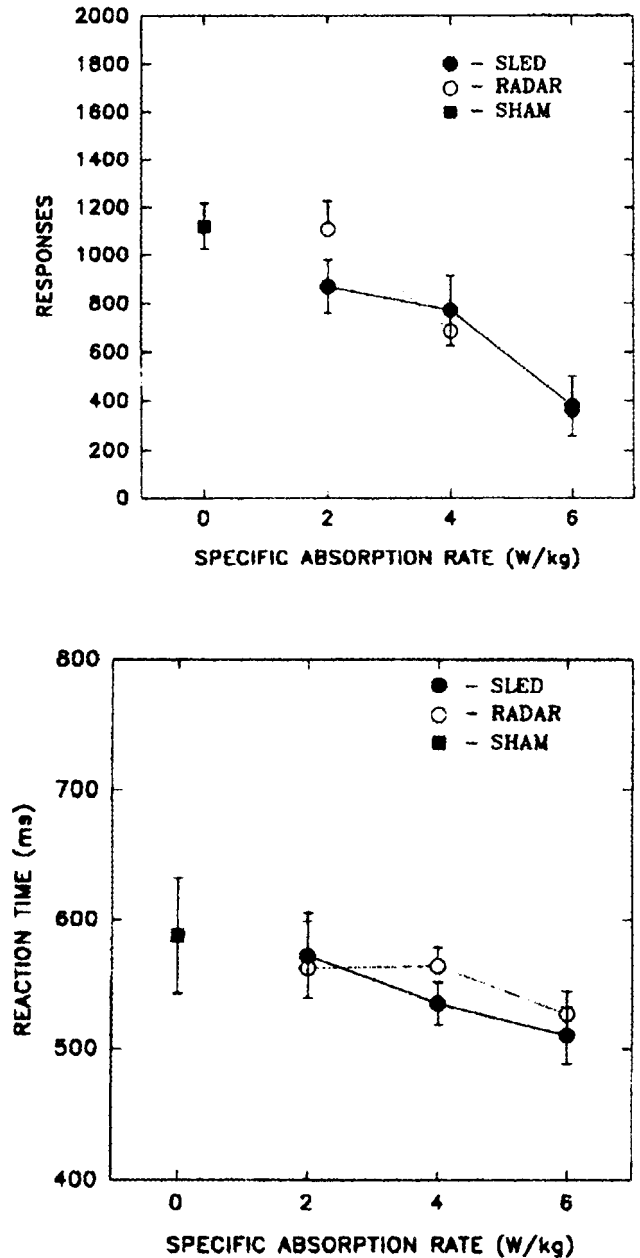 2000
1800
1600
1400
1200
1000
800
600
400
200
0
RESPONSES
● - SLED
○ - RADAR
■ - SHAM
0 2 4 6
SPECIFIC ABSORPTION RATE (W/kg)
800
700
600
500
400
REACTION TIME (ms)
● - SLED
○ - RADAR
■ - SHAM
0 2 4 6
SPECIFIC ABSORPTION RATE (W/kg)